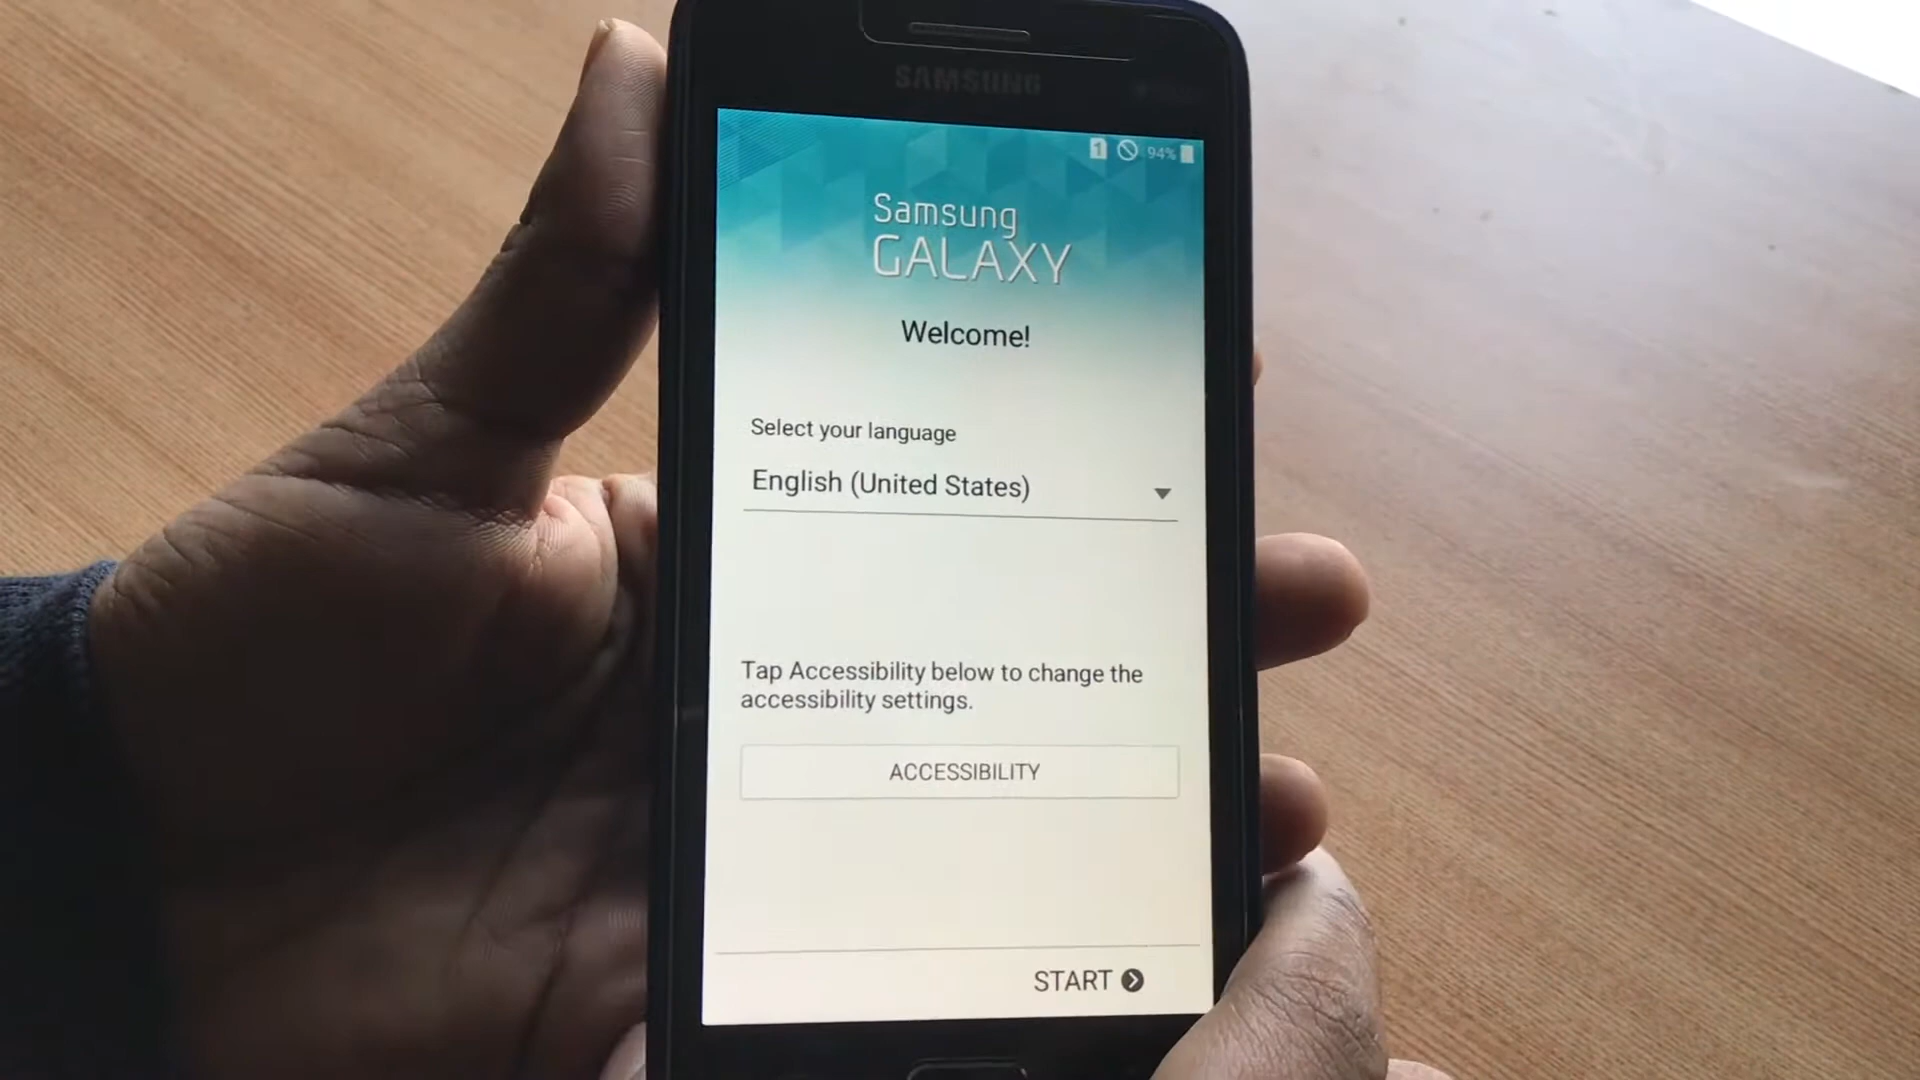 SAMSUNG
1 94%
Samsung
GALAXY
Welcome!
Select your language
English (United States)
Tap Accessibility below to change the
accessibility settings.
ACCESSIBILITY
START